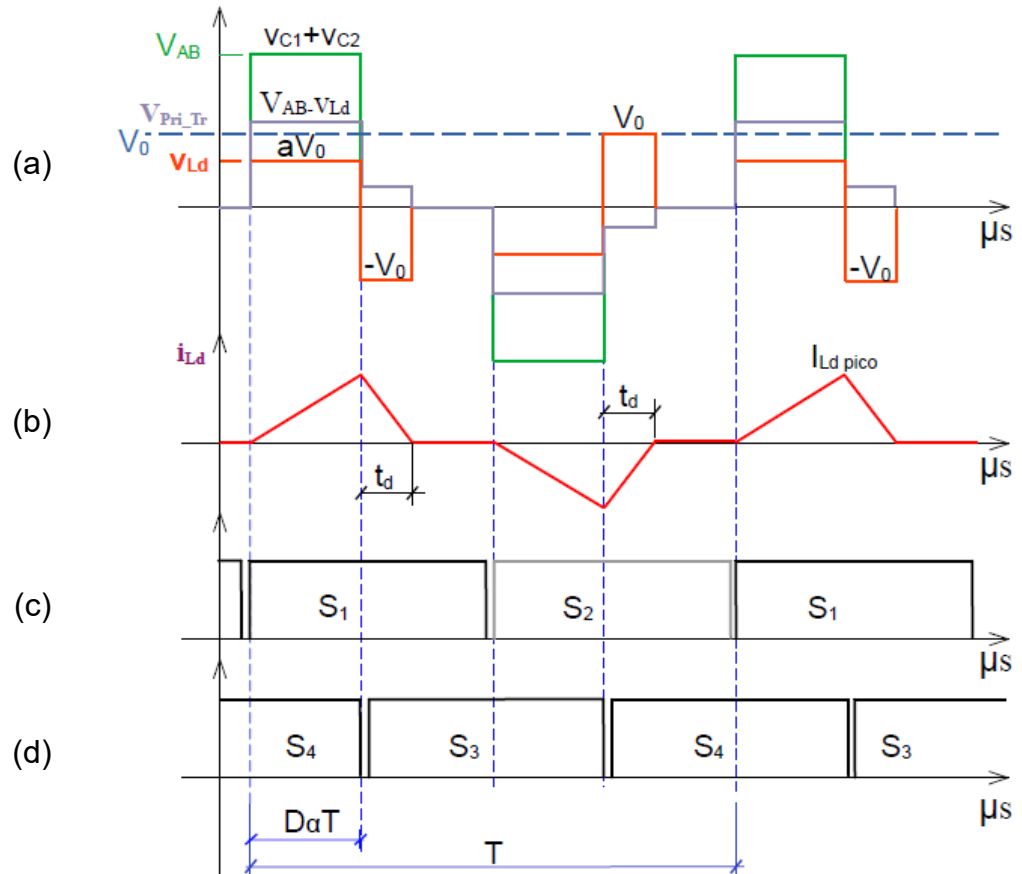 vC1+vC2
VAB
VPri_Tr
VAB-VLd
V0
V0
(a)
vLd
aV0
µs
-V0
-V0
iLd
ILd pico
(b)
td
td
µs
(c)
S1
S2
S1
µs
(d)
S4
S3
S4
S3
µs
DαT
T